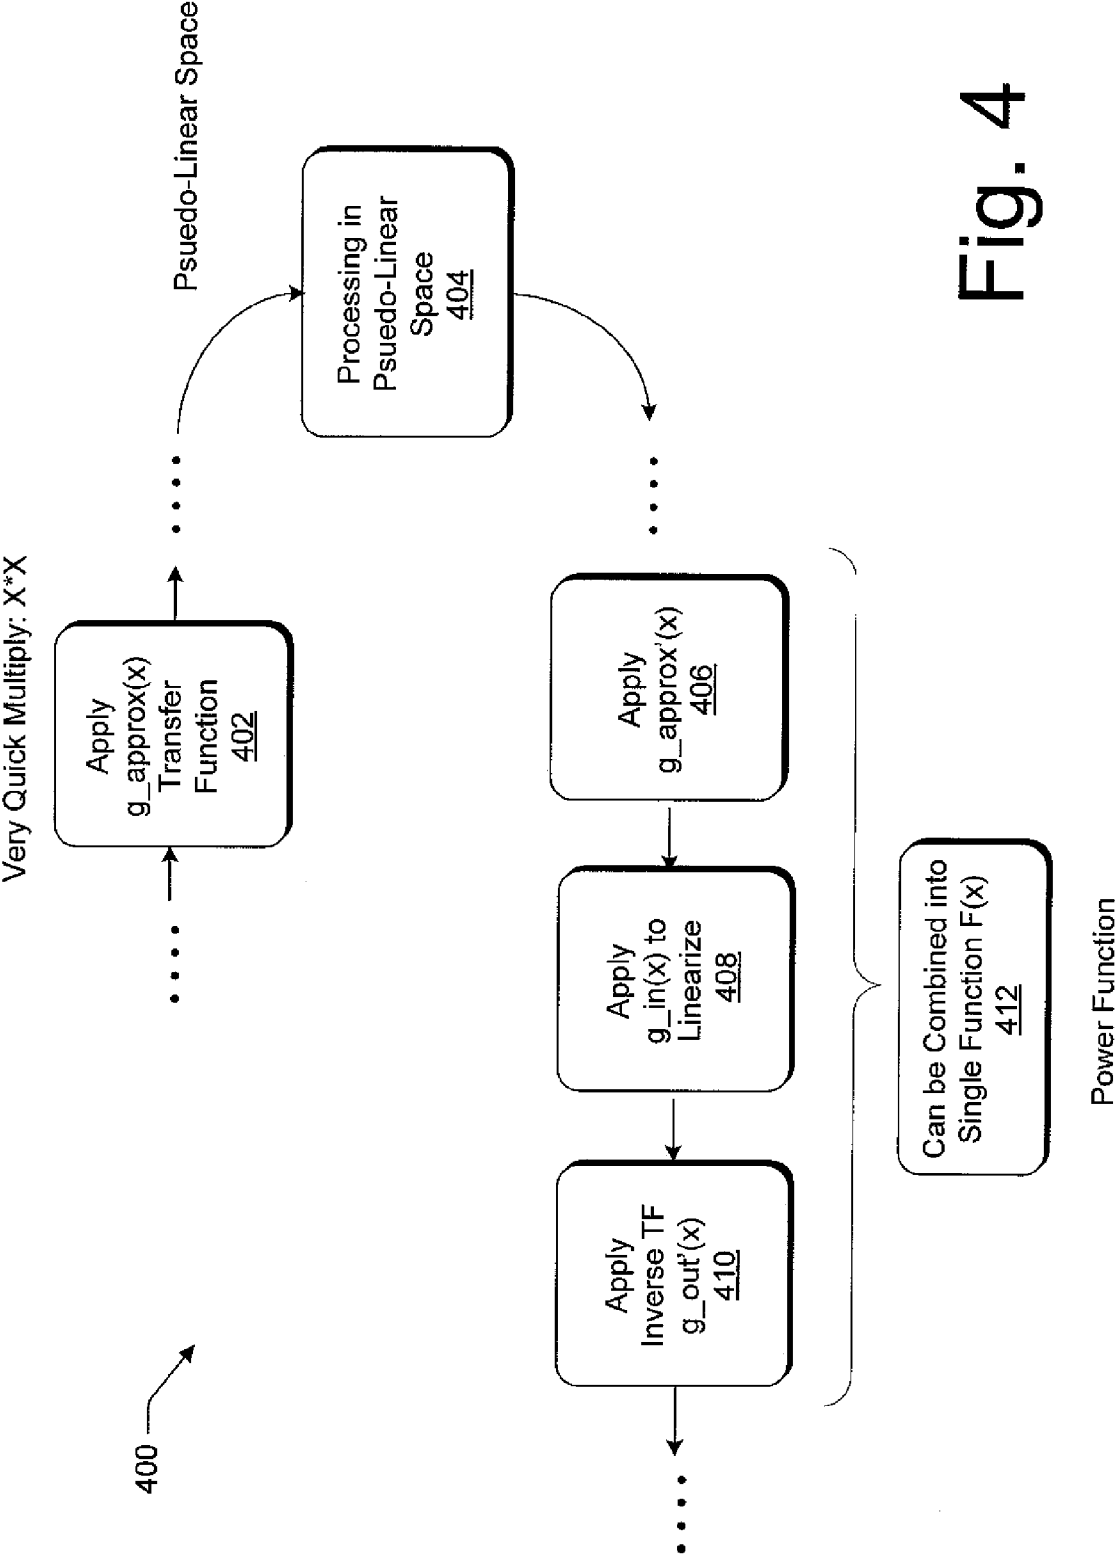 Very Quick Multiply: X*X
Psuedo-Linear Space
400
Apply
g_approx(x)
Transfer
Function
402
Processing in
Psuedo-Linear
Space
404
Apply
g_approx'(x)
406
Apply
g_in(x) to
Linearize
408
Apply
Inverse TF
g_out'(x)
410
Can be Combined into
Single Function F(x)
412
Power Function
Fig. 4